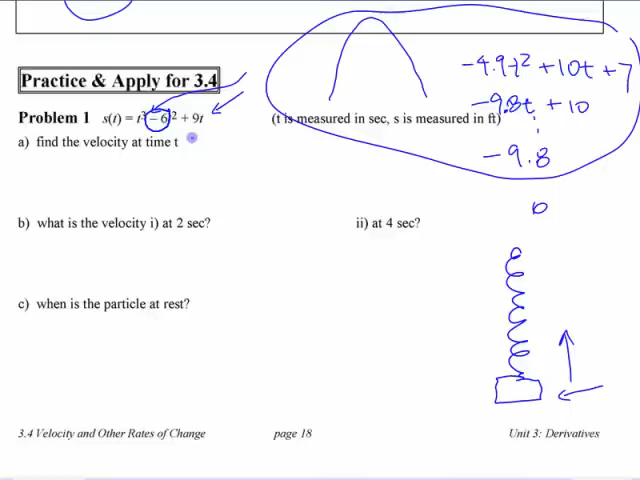 Practice & Apply for 3.4
-4.9t² + 10t + 7
-9.8t + 10
-9.8
Problem 1 s(t) = t³ – 6t² + 9t (t is measured in sec, s is measured in ft)
a) find the velocity at time t
b) what is the velocity i) at 2 sec? ii) at 4 sec?
c) when is the particle at rest?
3.4 Velocity and Other Rates of Change page 18 Unit 3: Derivatives